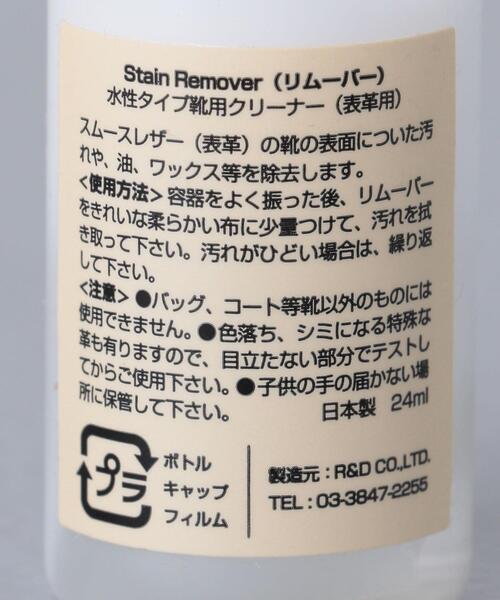 Stain Remover（リムーバー）
水性タイプ靴用クリーナー（表革用）
スムースレザー（表革）の靴の表面についた汚
れや、油、ワックス等を除去します。
＜使用方法＞容器をよく振った後、リムーバー
をきれいな柔らかい布に少量つけて、汚れを拭
き取って下さい。汚れがひどい場合は、繰り返
して下さい。
＜注意＞●バッグ、コート等靴以外のものには
使用できません。●色落ち、シミになる特殊な
革も有りますので、目立たない部分でテストし
てからご使用下さい。●子供の手の届かない場
所に保管して下さい。 日本製 24ml
プラ
ボトル
キャップ
フィルム
製造元：R&D CO.,LTD.
TEL：03-3847-2255